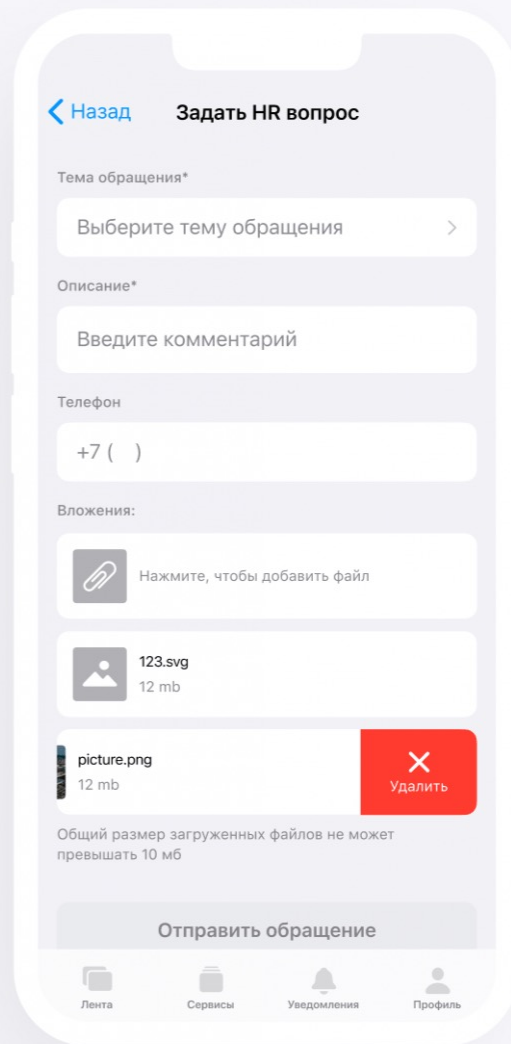 Назад
Задать HR вопрос
Тема обращения*
Выберите тему обращения
Описание*
Введите комментарий
Телефон
+7 ( )
Вложения:
Нажмите, чтобы добавить файл
123.svg
12 mb
picture.png
12 mb
Удалить
Общий размер загруженных файлов не может
превышать 10 мб
Отправить обращение
Лента
Сервисы
Уведомления
Профиль